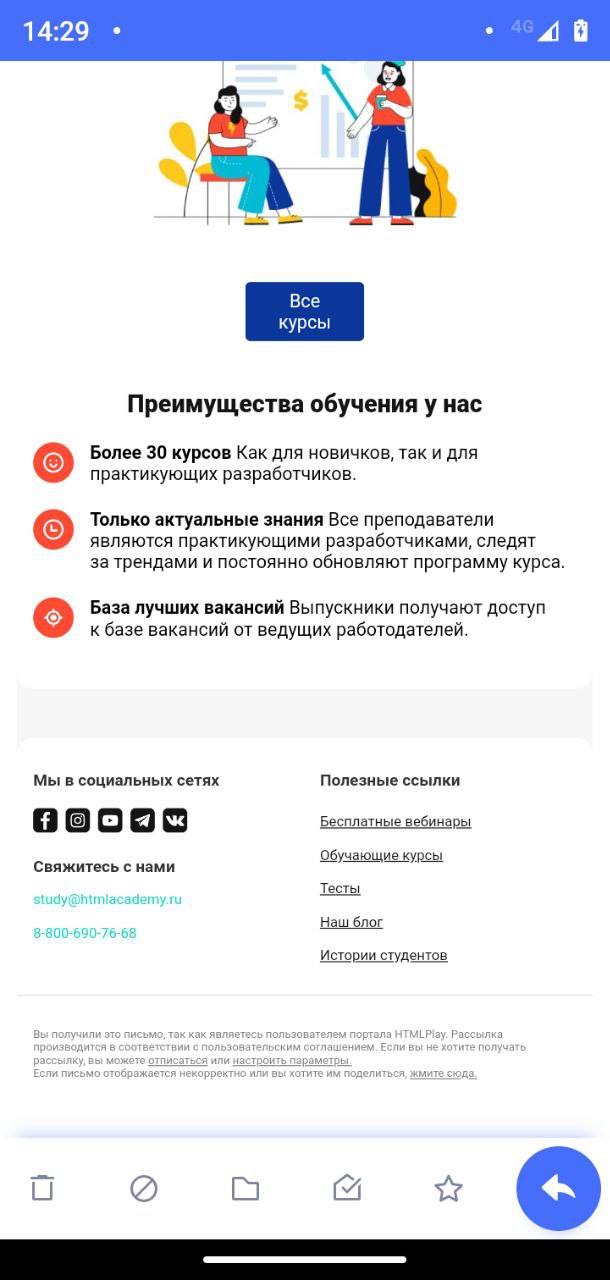 14:29
4G
Все
курсы
Преимущества обучения у нас
Более 30 курсов Как для новичков, так и для
практикующих разработчиков.
Только актуальные знания Все преподаватели
являются практикующими разработчиками, следят
за трендами и постоянно обновляют программу курса.
База лучших вакансий Выпускники получают доступ
к базе вакансий от ведущих работодателей.
Мы в социальных сетях
Свяжитесь с нами
study@htmlacademy.ru
8-800-690-76-68
Полезные ссылки
Бесплатные вебинары
Обучающие курсы
Тесты
Наш блог
Истории студентов
Вы получили это письмо, так как являетесь пользователем портала HTMLPlay. Рассылка
производится в соответствии с пользовательским соглашением. Если вы не хотите получать
рассылку, вы можете отписаться или настроить параметры.
Если письмо отображается некорректно или вы хотите им поделиться, жмите сюда.